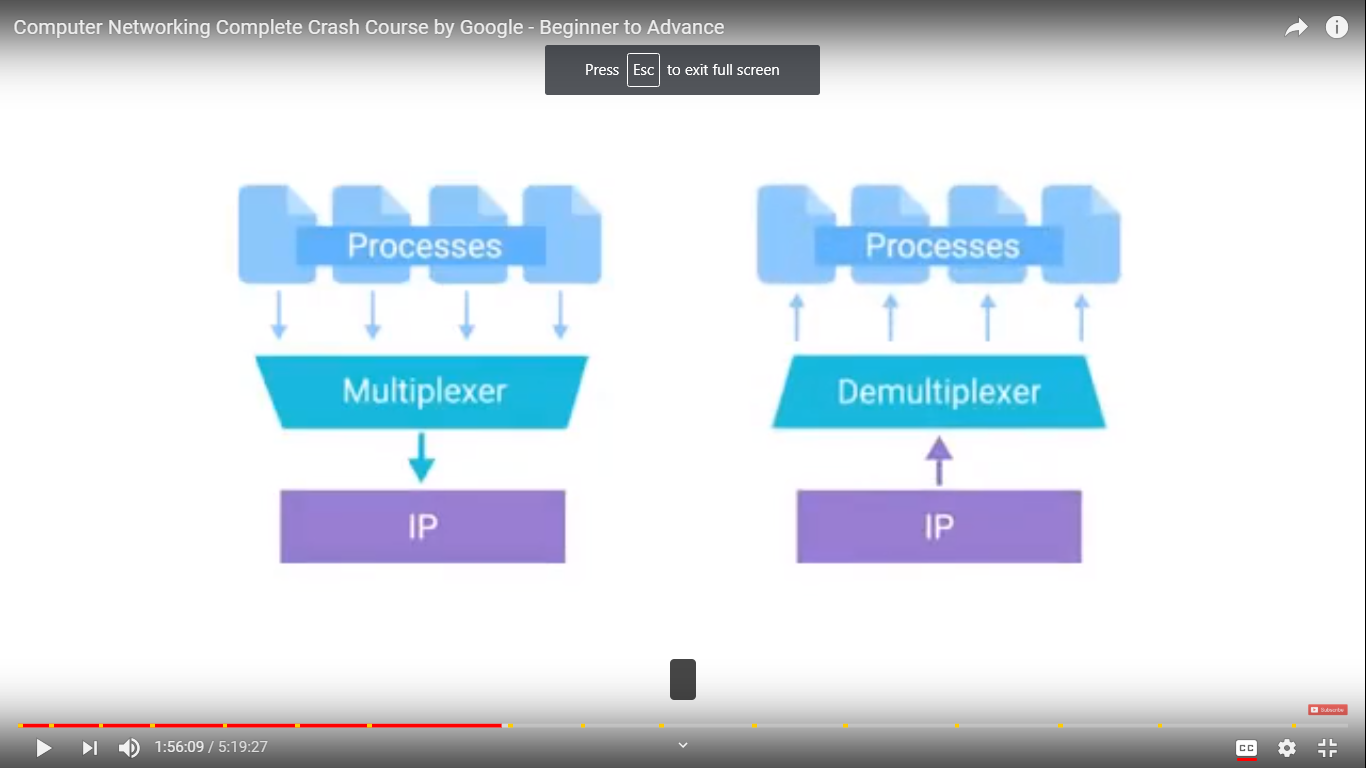 Computer Networking Complete Crash Course by Google - Beginner to Advance
Press Esc to exit full screen
Processes
Processes
Multiplexer
Demultiplexer
IP
IP
Subscribe
1:56:09 / 5:19:27
CC